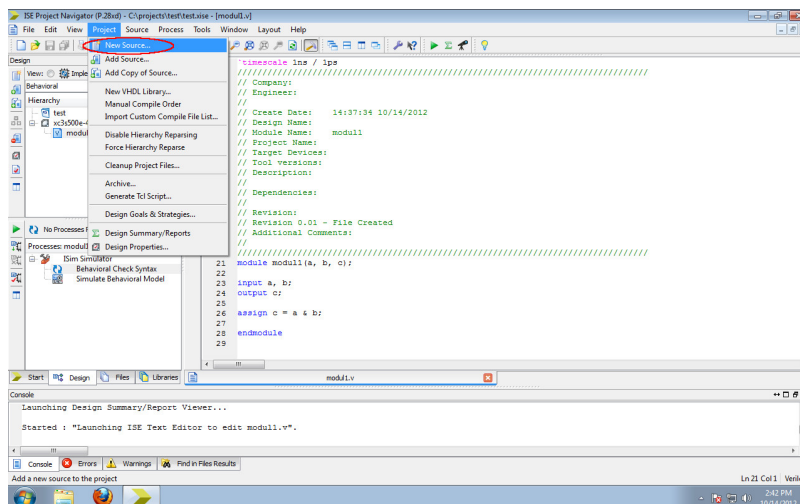 ISE Project Navigator (P.28xd) - C:\projects\test\test.xise - [modul1.v]
File Edit View Project Source Process Tools Window Layout Help
New Source...
Add Source...
Add Copy of Source...
New VHDL Library...
Manual Compile Order
Import Custom Compile File List...
Disable Hierarchy Reparsing
Force Hierarchy Reparse
Cleanup Project Files...
Archive...
Generate Tcl Script...
Design Goals & Strategies...
Design Summary/Reports
Design Properties...
Design
View:
Behavioral
Hierarchy
test
No Processes
ISim Simulator
Behavioral Check Syntax
Simulate Behavioral Model
`timescale 1ns / 1ps
//////////////////////////////////////////////////////////////////////////////////
// Company:
// Engineer:
//
// Create Date: 14:37:34 10/14/2012
// Design Name:
// Module Name: modul1
// Project Name:
// Target Devices:
// Tool versions:
// Description:
//
// Dependencies:
//
// Revision:
// Revision 0.01 - File Created
// Additional Comments:
//
//////////////////////////////////////////////////////////////////////////////////
21 module modul1(a, b, c);
22
23 input a, b;
24 output c;
25
26 assign c = a & b;
27
28 endmodule
29
Start Design Files Libraries
modul1.v
Console
Launching Design Summary/Report Viewer...
Started : "Launching ISE Text Editor to edit modul1.v".
Console Errors Warnings Find in Files Results
Add a new source to the project
Ln 21 Col 1
2:42 PM
10/14/2012